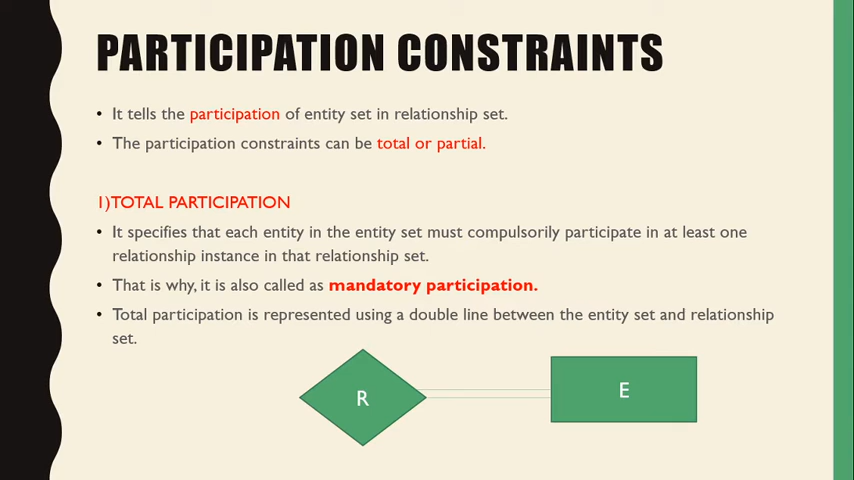 PARTICIPATION CONSTRAINTS
• It tells the participation of entity set in relationship set.
• The participation constraints can be total or partial.
1)TOTAL PARTICIPATION
• It specifies that each entity in the entity set must compulsorily participate in at least one
relationship instance in that relationship set.
• That is why, it is also called as mandatory participation.
• Total participation is represented using a double line between the entity set and relationship
set.
R
E